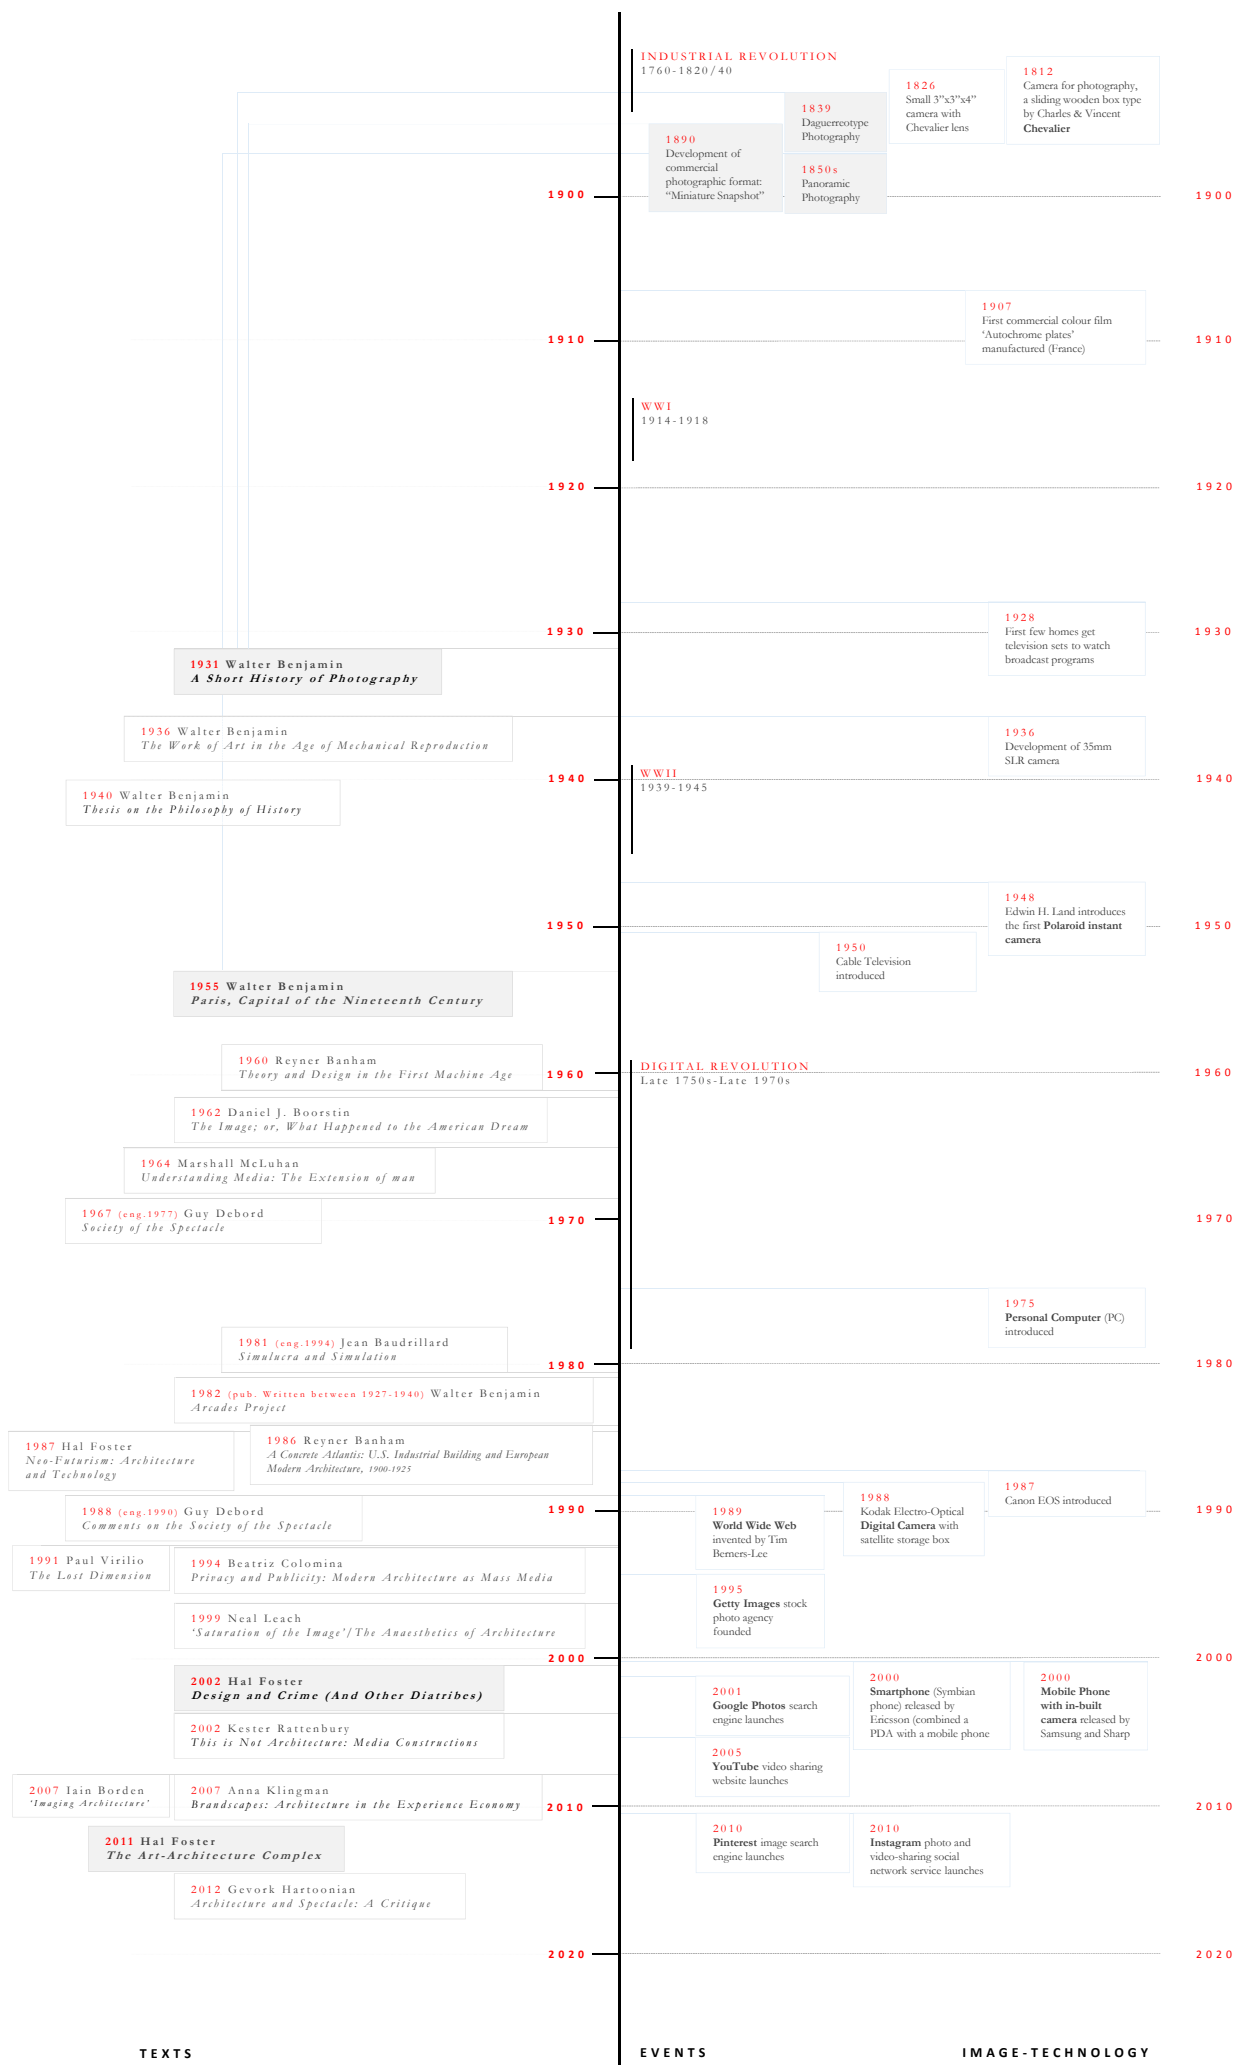 INDUSTRIAL REVOLUTION
1760-1820/40
1812
Camera for photography,
a sliding wooden box type
by Charles & Vincent
Chevalier
1826
Small 3”x3”x4”
camera with
Chevalier lens
1839
Daguerreotype
Photography
1890
Development of
commercial
photographic format:
“Miniature Snapshot”
1850s
Panoramic
Photography
1900
1900
1907
First commercial colour film
‘Autochrome plates’
manufactured (France)
1910
1910
WWI
1914-1918
1920
1920
1928
First few homes get
television sets to watch
broadcast programs
1930
1930
1931 Walter Benjamin
A Short History of Photography
1936 Walter Benjamin
The Work of Art in the Age of Mechanical Reproduction
1936
Development of 35mm
SLR camera
1940
WWII
1939-1945
1940
1940 Walter Benjamin
Thesis on the Philosophy of History
1948
Edwin H. Land introduces
the first Polaroid instant
camera
1950
1950
1950
Cable Television
introduced
1955 Walter Benjamin
Paris, Capital of the Nineteenth Century
1960 Reyner Banham
Theory and Design in the First Machine Age
1960
DIGITAL REVOLUTION
Late 1750s-Late 1970s
1960
1962 Daniel J. Boorstin
The Image; or, What Happened to the American Dream
1964 Marshall McLuhan
Understanding Media: The Extension of man
1967 (eng.1977) Guy Debord
Society of the Spectacle
1970
1970
1975
Personal Computer (PC)
introduced
1981 (eng.1994) Jean Baudrillard
Simulucra and Simulation
1980
1980
1982 (pub. Written between 1927-1940) Walter Benjamin
Arcades Project
1987 Hal Foster
Neo-Futurism: Architecture
and Technology
1986 Reyner Banham
A Concrete Atlantis: U.S. Industrial Building and European
Modern Architecture, 1900-1925
1987
Canon EOS introduced
1988
Kodak Electro-Optical
Digital Camera with
satellite storage box
1988 (eng.1990) Guy Debord
Comments on the Society of the Spectacle
1990
1989
World Wide Web
invented by Tim
Berners-Lee
1990
1991 Paul Virilio
The Lost Dimension
1994 Beatriz Colomina
Privacy and Publicity: Modern Architecture as Mass Media
1995
Getty Images stock
photo agency
founded
1999 Neal Leach
‘Saturation of the Image’/The Anaesthetics of Architecture
2000
2000
2002 Hal Foster
Design and Crime (And Other Diatribes)
2001
Google Photos search
engine launches
2000
Smartphone (Symbian
phone) released by
Ericsson (combined a
PDA with a mobile phone
2000
Mobile Phone
with in-built
camera released by
Samsung and Sharp
2002 Kester Rattenbury
This is Not Architecture: Media Constructions
2005
YouTube video sharing
website launches
2007 Iain Borden
‘Imaging Architecture’
2007 Anna Klingman
Brandscapes: Architecture in the Experience Economy
2010
2010
2011 Hal Foster
The Art-Architecture Complex
2010
Pinterest image search
engine launches
2010
Instagram photo and
video-sharing social
network service launches
2012 Gevork Hartoonian
Architecture and Spectacle: A Critique
2020
2020
TEXTS
EVENTS
IMAGE-TECHNOLOGY